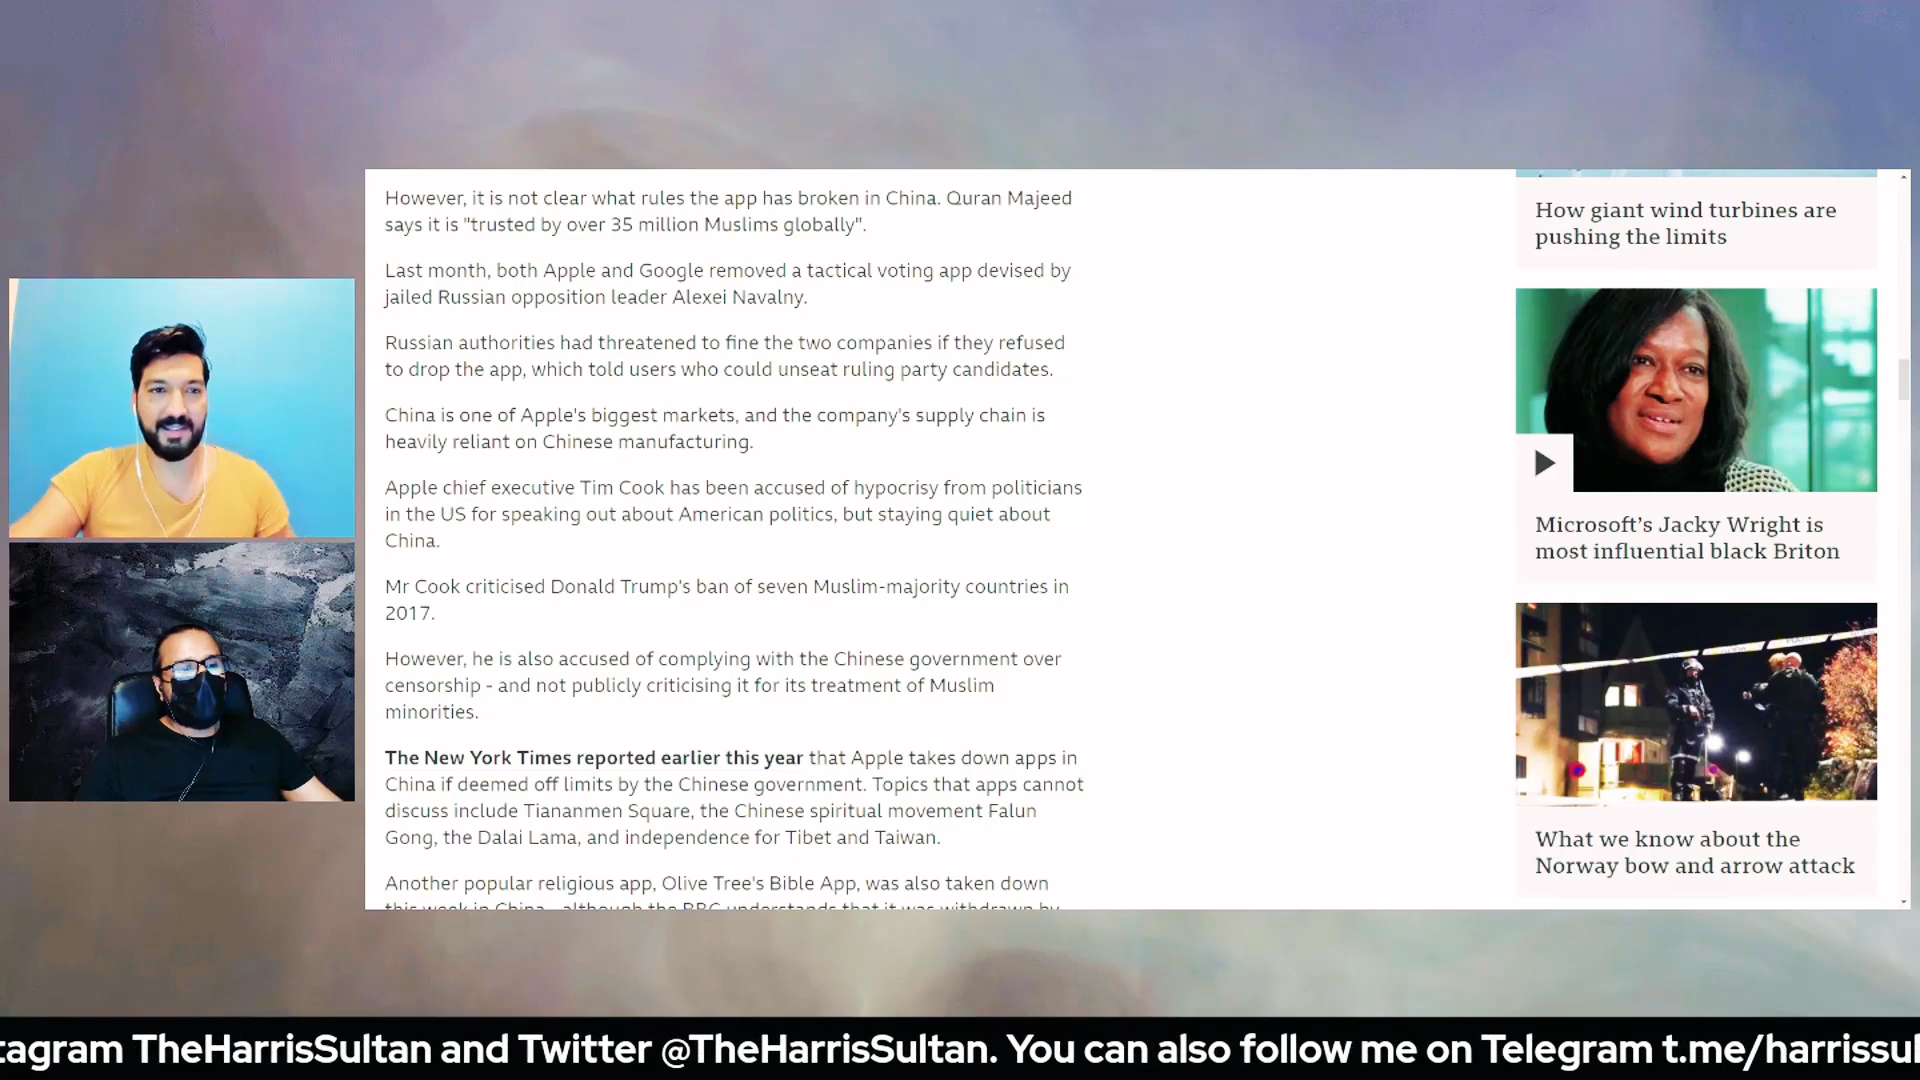 However, it is not clear what rules the app has broken in China. Quran Majeed
says it is "trusted by over 35 million Muslims globally".
Last month, both Apple and Google removed a tactical voting app devised by
jailed Russian opposition leader Alexei Navalny.
Russian authorities had threatened to fine the two companies if they refused
to drop the app, which told users who could unseat ruling party candidates.
China is one of Apple's biggest markets, and the company's supply chain is
heavily reliant on Chinese manufacturing.
Apple chief executive Tim Cook has been accused of hypocrisy from politicians
in the US for speaking out about American politics, but staying quiet about
China.
Mr Cook criticised Donald Trump's ban of seven Muslim-majority countries in
2017.
However, he is also accused of complying with the Chinese government over
censorship - and not publicly criticising it for its treatment of Muslim
minorities.
The New York Times reported earlier this year that Apple takes down apps in
China if deemed off limits by the Chinese government. Topics that apps cannot
discuss include Tiananmen Square, the Chinese spiritual movement Falun
Gong, the Dalai Lama, and independence for Tibet and Taiwan.
Another popular religious app, Olive Tree's Bible App, was also taken down
this week in China - although the BBC understands that it was withdrawn by
How giant wind turbines are
pushing the limits
Microsoft's Jacky Wright is
most influential black Briton
What we know about the
Norway bow and arrow attack
tagram TheHarrisSultan and Twitter @TheHarrisSultan. You can also follow me on Telegram t.me/harrissul